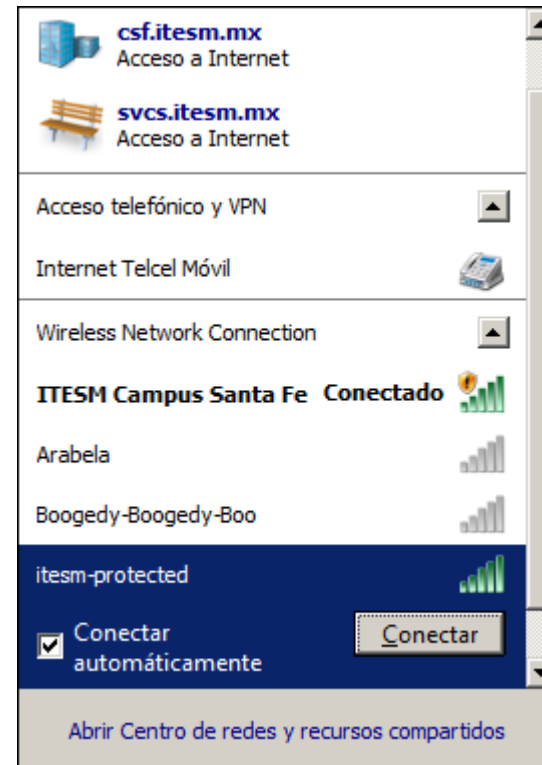 csf.itesm.mx
Acceso a Internet
svcs.itesm.mx
Acceso a Internet
Acceso telefónico y VPN
Internet Telcel Móvil
Wireless Network Connection
ITESM Campus Santa Fe Conectado
Arabela
Boogedy-Boogedy-Boo
itesm-protected
Conectar
automáticamente
Conectar
Abrir Centro de redes y recursos compartidos